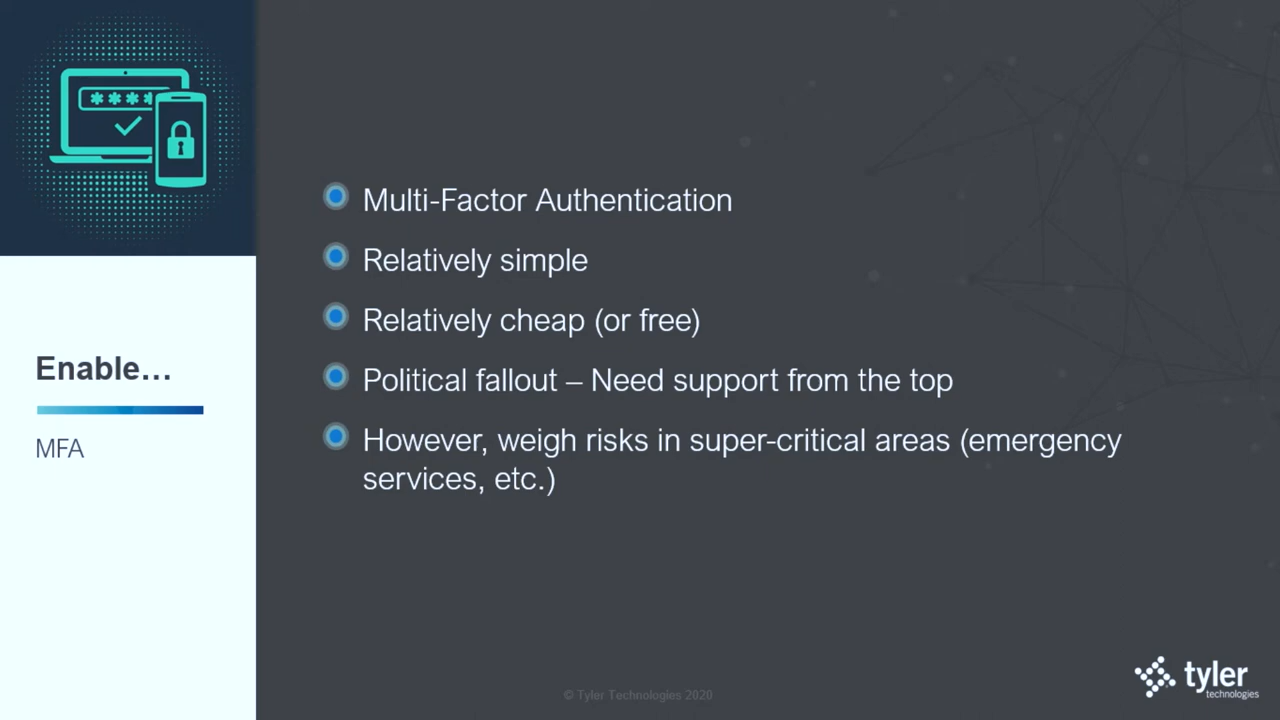 ****
Enable…
MFA
Multi-Factor Authentication
Relatively simple
Relatively cheap (or free)
Political fallout – Need support from the top
However, weigh risks in super-critical areas (emergency
services, etc.)
© Tyler Technologies 2020
tyler
technologies